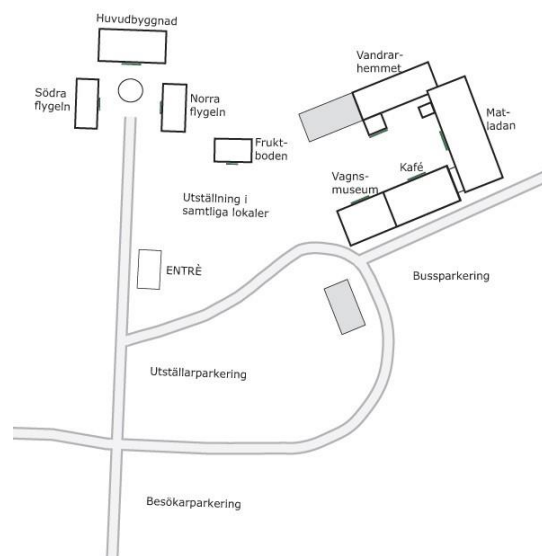 Huvudbyggnad
Södra
flygeln
Norra
flygeln
Frukt-
boden
Vandrar-
hemmet
Mat-
ladan
Kafé
Vagns-
museum
Utställning i
samtliga lokaler
ENTRÈ
Bussparkering
Utställarparkering
Besökarparkering